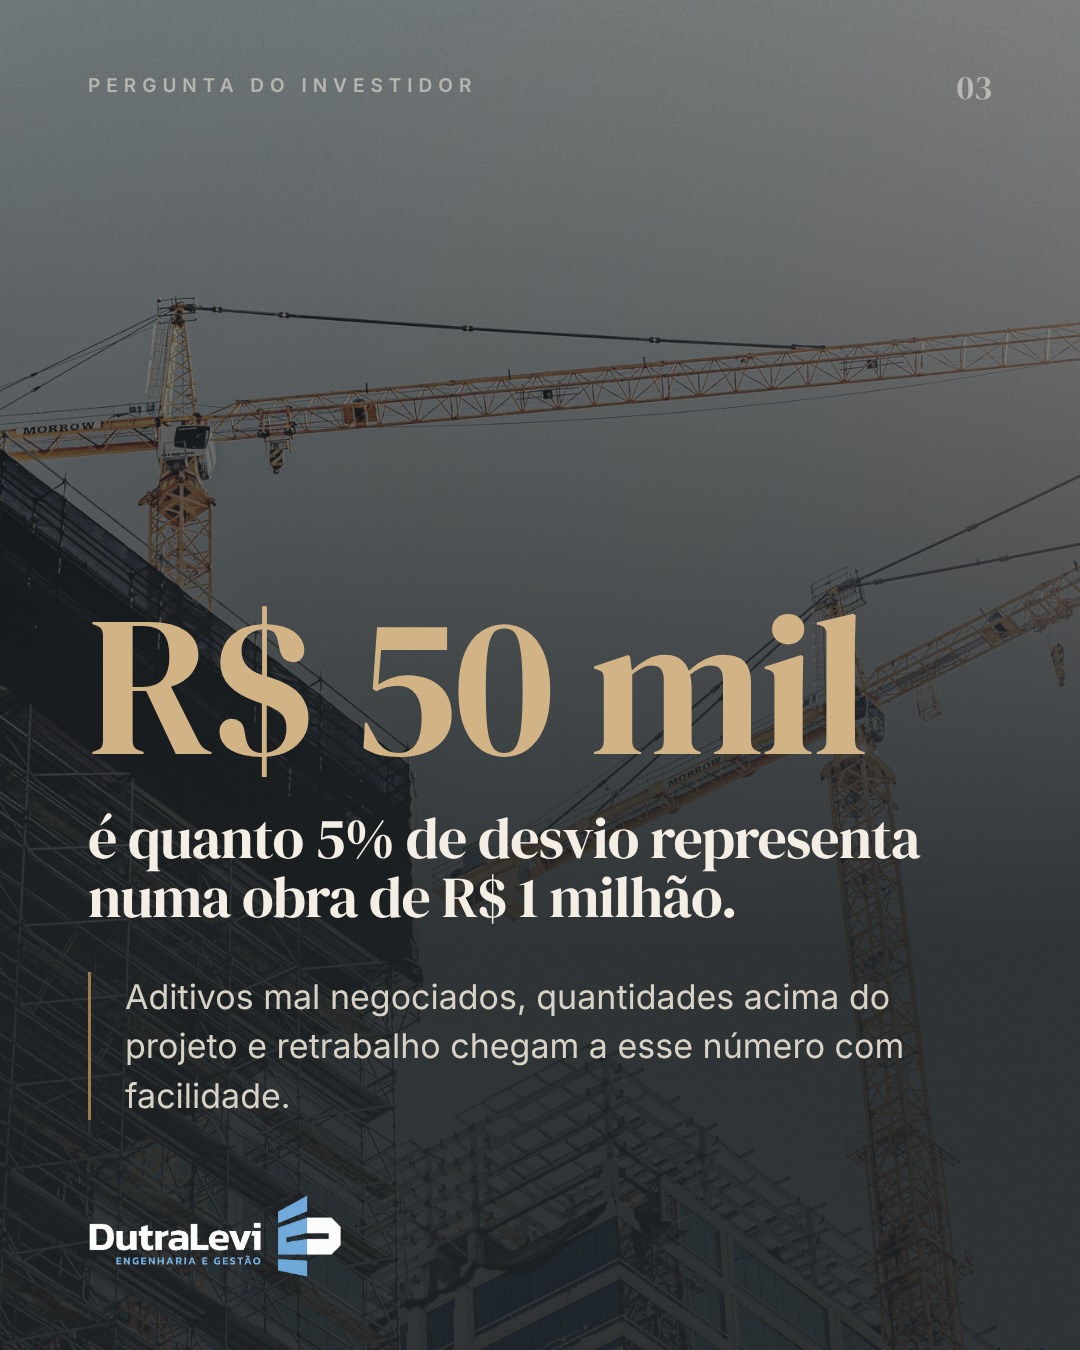 PERGUNTA DO INVESTIDOR
03
MORROW
R$ 50 mil
MORROW
é quanto 5% de desvio representa
numa obra de R$ 1 milhão.
Aditivos mal negociados, quantidades acima do
projeto e retrabalho chegam a esse número com
facilidade.
DutraLevi
ENGENHARIA E GESTÃO